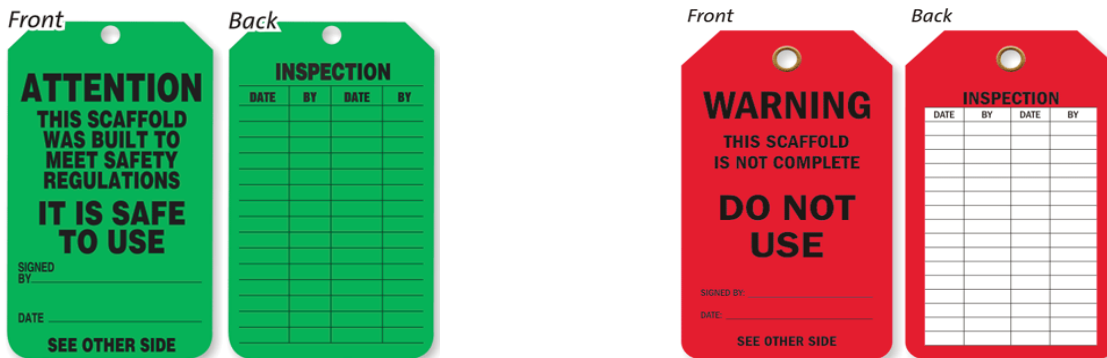 Front
ATTENTION
THIS SCAFFOLD
WAS BUILT TO
MEET SAFETY
REGULATIONS
IT IS SAFE
TO USE
SIGNED
BY
DATE
SEE OTHER SIDE
Back
INSPECTION
DATE BY DATE BY
Front
WARNING
THIS SCAFFOLD
IS NOT COMPLETE
DO NOT
USE
SIGNED BY:
DATE:
SEE OTHER SIDE
Back
INSPECTION
DATE BY DATE BY